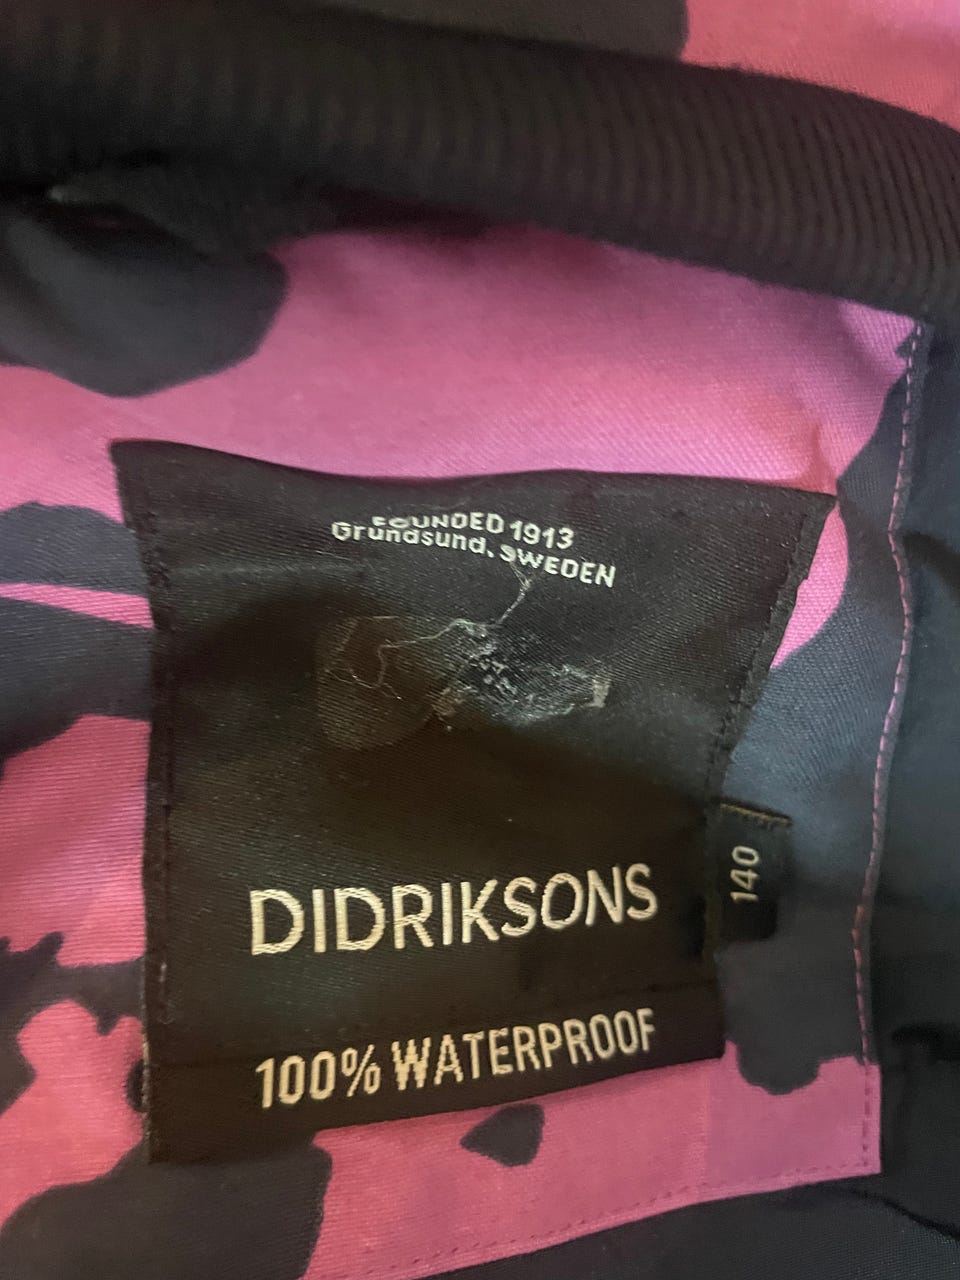 FOUNDED 1913
Grundsund, SWEDEN
DIDRIKSONS
140
100% WATERPROOF